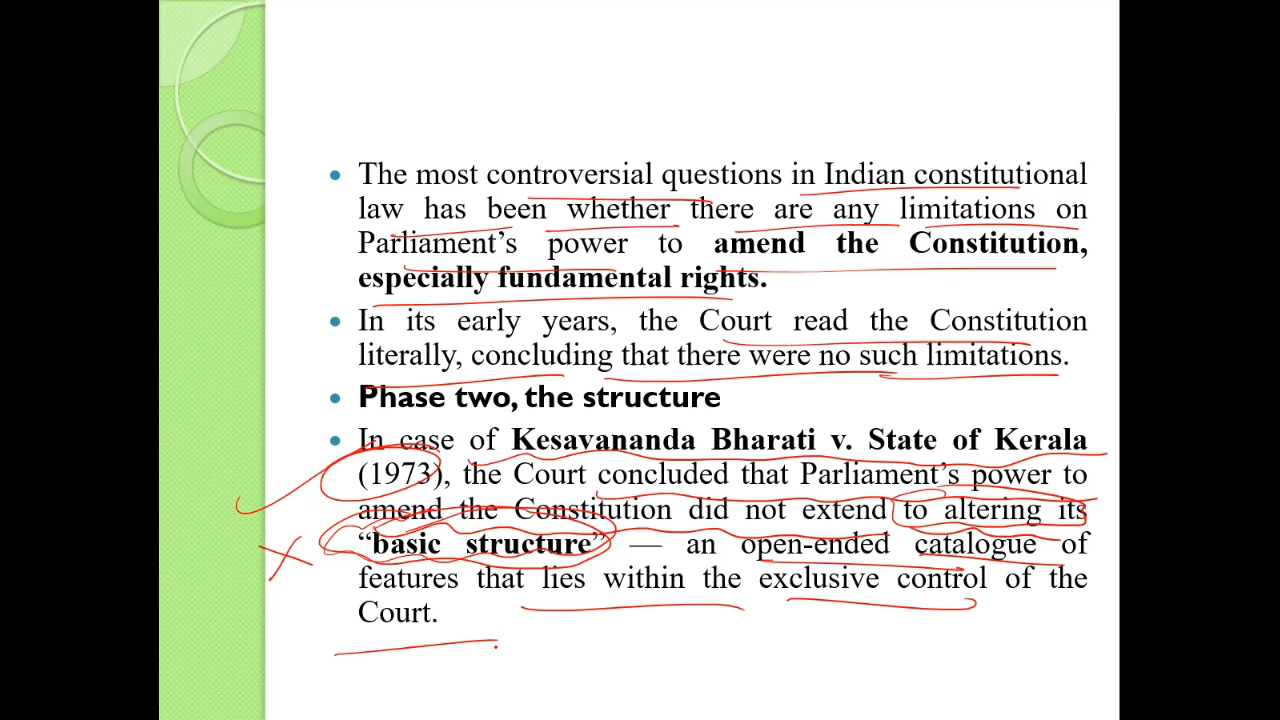 The most controversial questions in Indian constitutional
law has been whether there are any limitations on
Parliament's power to amend the Constitution,
especially fundamental rights.
In its early years, the Court read the Constitution
literally, concluding that there were no such limitations.
Phase two, the structure
In case of Kesavananda Bharati v. State of Kerala
(1973), the Court concluded that Parliament's power to
amend the Constitution did not extend to altering its
“basic structure” — an open-ended catalogue of
features that lies within the exclusive control of the
Court.